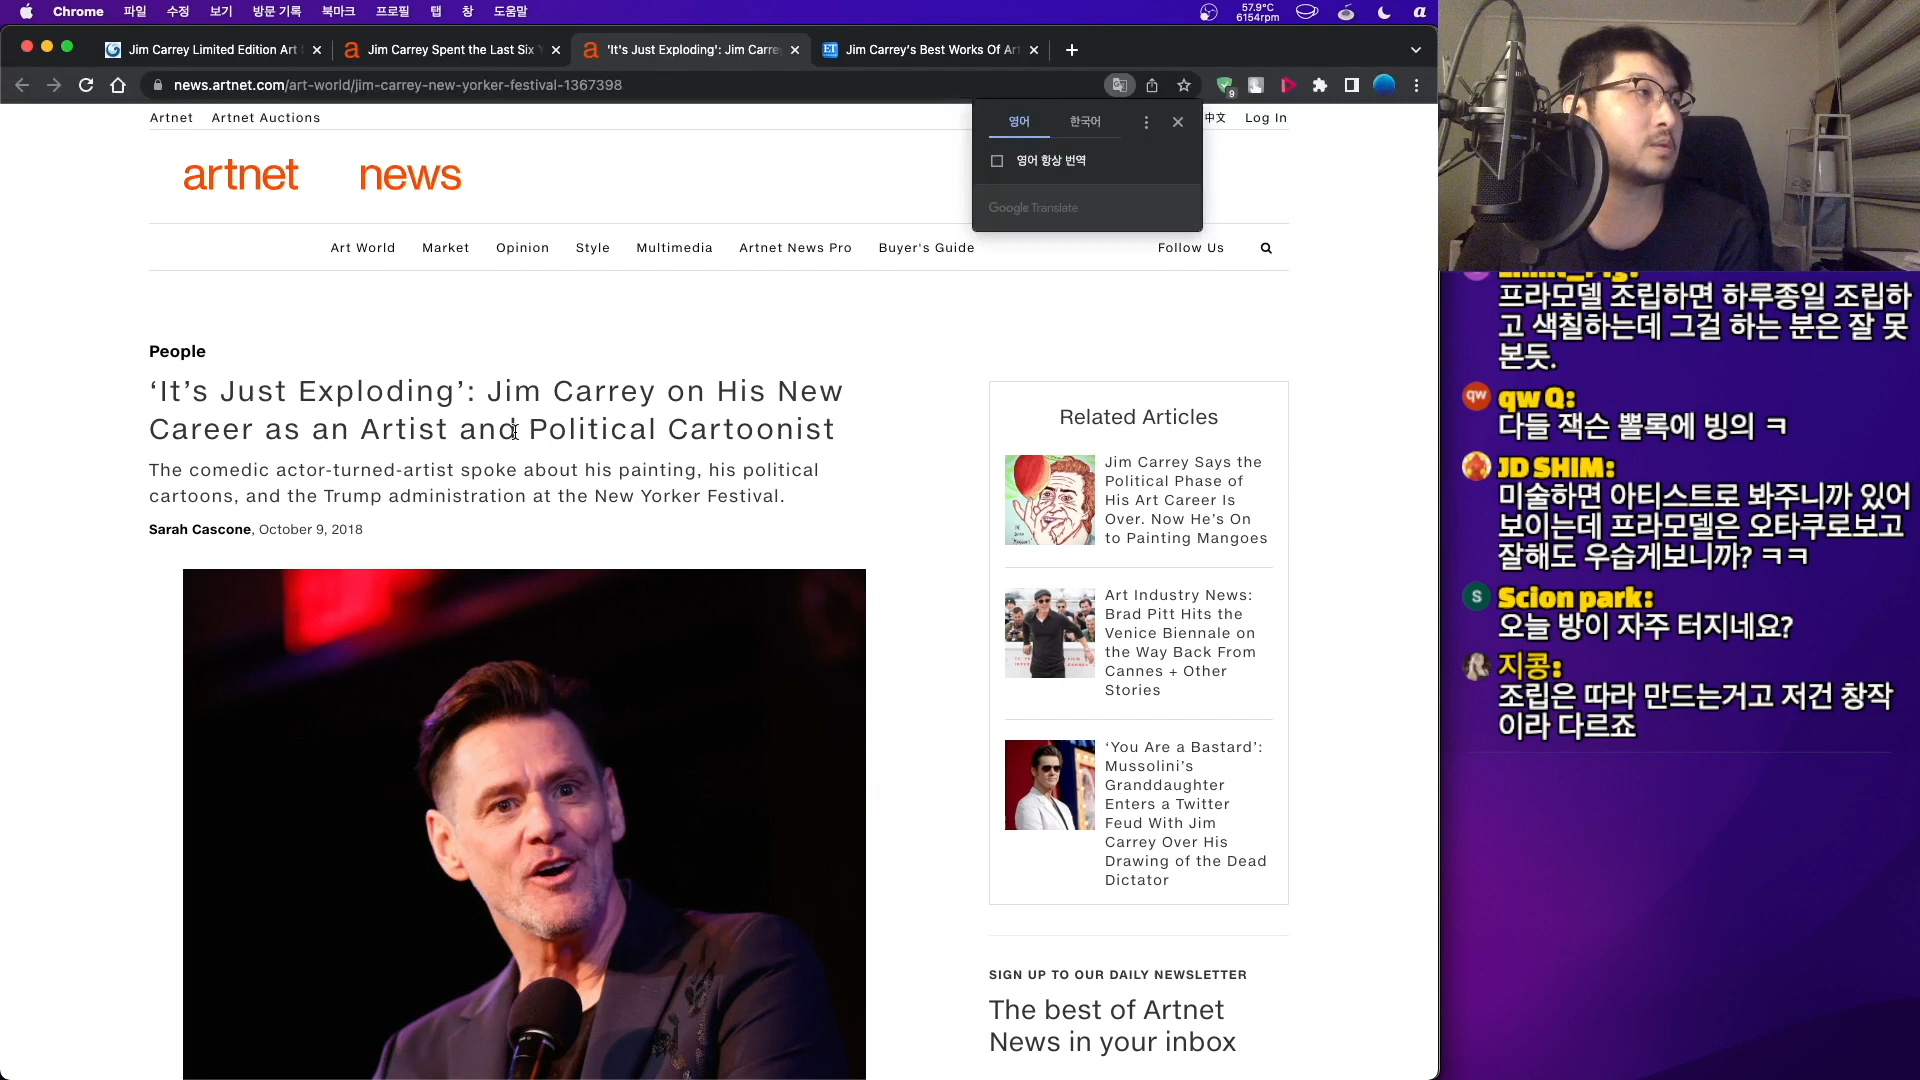 Chrome 파일 수정 보기 방문 기록 북마크 프로필 탭 창 도움말
57.9°C
6154rpm
Jim Carrey Limited Edition Art
Jim Carrey Spent the Last Six
'It's Just Exploding': Jim Carre
Jim Carrey's Best Works Of Ar
news.artnet.com/art-world/jim-carrey-new-yorker-festival-1367398
9
영어 한국어
영어 항상 번역
Google Translate
Artnet Artnet Auctions
中文 Log In
artnet news
Art World Market Opinion Style Multimedia Artnet News Pro Buyer's Guide Follow Us
People
‘It’s Just Exploding’: Jim Carrey on His New
Career as an Artist and Political Cartoonist
The comedic actor-turned-artist spoke about his painting, his political
cartoons, and the Trump administration at the New Yorker Festival.
Sarah Cascone, October 9, 2018
Related Articles
Jim Carrey Says the
Political Phase of
His Art Career Is
Over. Now He’s On
to Painting Mangoes
Art Industry News:
Brad Pitt Hits the
Venice Biennale on
the Way Back From
Cannes + Other
Stories
‘You Are a Bastard’:
Mussolini’s
Granddaughter
Enters a Twitter
Feud With Jim
Carrey Over His
Drawing of the Dead
Dictator
SIGN UP TO OUR DAILY NEWSLETTER
The best of Artnet
News in your inbox
프라모델 조립하면 하루종일 조립하
고 색칠하는데 그걸 하는 분은 잘 못
본듯.
qw
qw Q:
다들 잭슨 뽈록에 빙의 ㅋ
JD SHIM:
미술하면 아티스트로 봐주니까 있어
보이는데 프라모델은 오타쿠로보고
잘해도 우습게보니까? ㅋㅋ
S
Scion park:
오늘 방이 자주 터지네요?
지콩:
조립은 따라 만드는거고 저건 창작
이라 다르죠